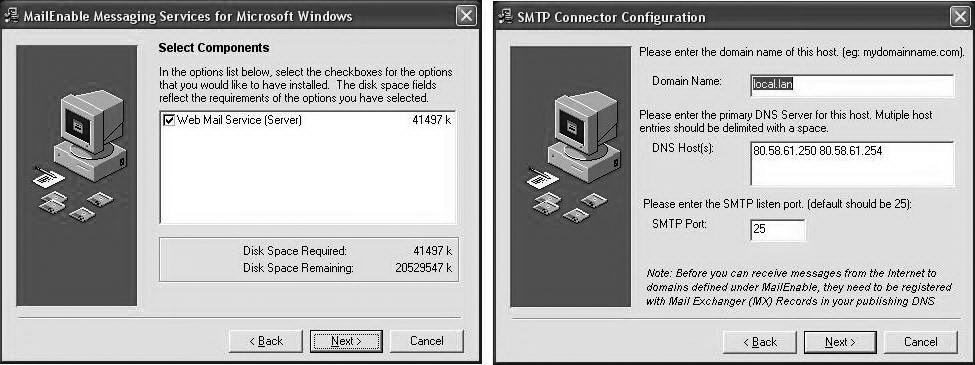 MailEnable Messaging Services for Microsoft Windows
Select Components
In the options list below, select the checkboxes for the options
that you would like to have installed. The disk space fields
reflect the requirements of the options you have selected.
Web Mail Service (Server) 41497 k
Disk Space Required: 41497 k
Disk Space Remaining: 20529547 k
< Back Next > Cancel
SMTP Connector Configuration
Please enter the domain name of this host. (eg: mydomainname.com).
Domain Name: local.lan
Please enter the primary DNS Server for this host. Mutiple host
entries should be delimited with a space.
DNS Host(s): 80.58.61.250 80.58.61.254
Please enter the SMTP listen port. (default should be 25):
SMTP Port: 25
Note: Before you can receive messages from the Internet to
domains defined under MailEnable, they need to be registered
with Mail Exchanger (MX) Records in your publishing DNS
< Back Next > Cancel